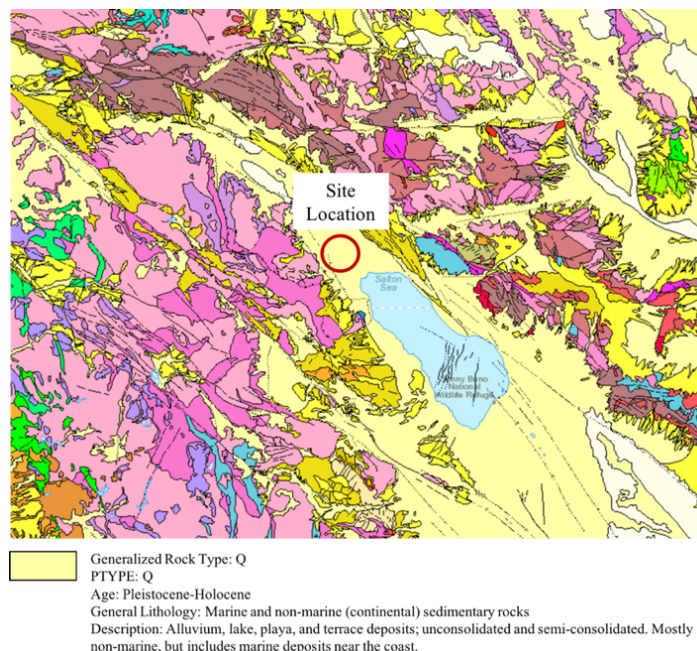 Site
Location
Salton
Sea
Sonny Bono
National
Wildlife Refuge
Generalized Rock Type: Q
PTYPE: Q
Age: Pleistocene-Holocene
General Lithology: Marine and non-marine (continental) sedimentary rocks
Description: Alluvium, lake, playa, and terrace deposits; unconsolidated and semi-consolidated. Mostly
non-marine, but includes marine deposits near the coast.